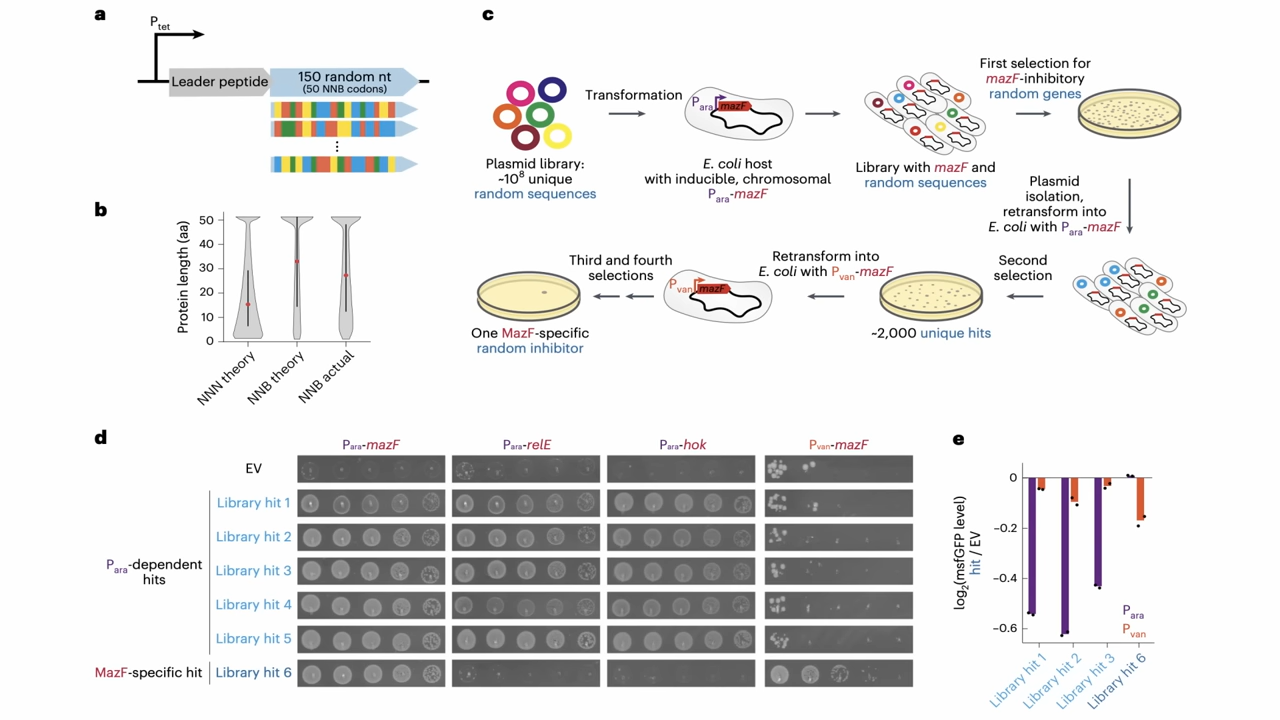 a
P_tet
Leader peptide
150 random nt
(50 NNB codons)
⋮
b
Protein length (aa)
50
40
30
20
10
0
NNN theory
NNB theory
NNB actual
c
Plasmid library:
~10⁸ unique
random sequences
Transformation
P_ara
mazF
E. coli host
with inducible, chromosomal
P_ara-mazF
Library with mazF and
random sequences
First selection for
mazF-inhibitory
random genes
Plasmid
isolation,
retransform into
E. coli with P_ara-mazF
Second
selection
~2,000 unique hits
Retransform into
E. coli with P_van-mazF
P_van
mazF
Third and fourth
selections
One MazF-specific
random inhibitor
d
P_ara-mazF
P_ara-relE
P_ara-hok
P_van-mazF
EV
P_ara-dependent
hits
Library hit 1
Library hit 2
Library hit 3
Library hit 4
Library hit 5
MazF-specific hit
Library hit 6
e
log₂(msfGFP level)
hit / EV
0
−0.2
−0.4
−0.6
P_ara
P_van
Library hit 1
Library hit 2
Library hit 3
Library hit 6